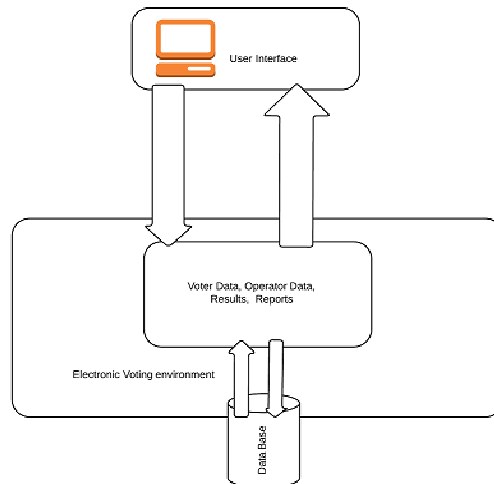 User Interface
Voter Data, Operator Data,
Results, Reports
Electronic Voting environment
Data Base